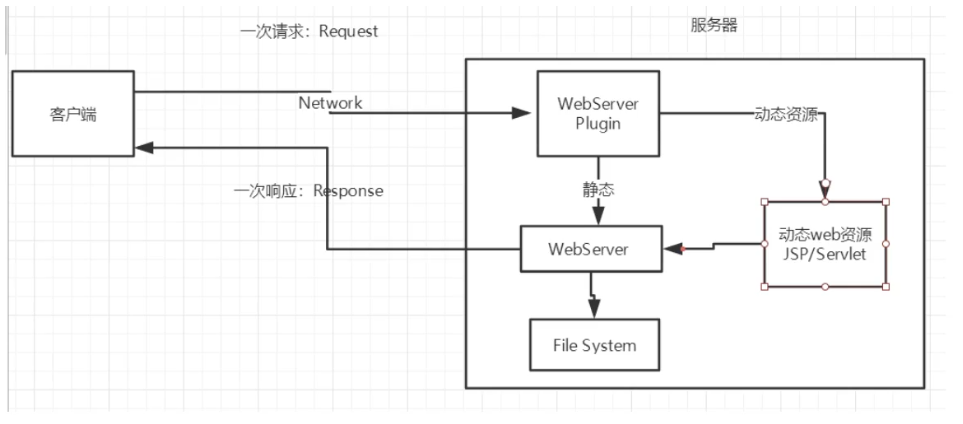 一次请求：Request
服务器
客户端
Network
WebServer
Plugin
动态资源
静态
一次响应：Response
动态web资源
JSP/Servlet
WebServer
File System